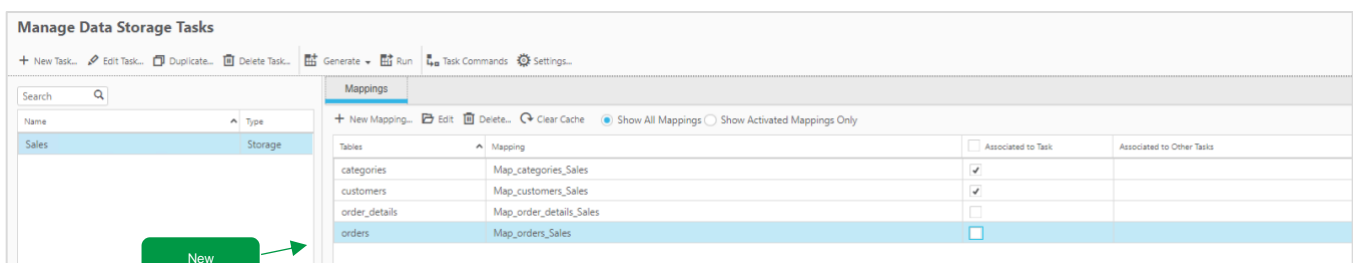 Manage Data Storage Tasks
New Task... Edit Task... Duplicate... Delete Task... Generate Run Task Commands Settings...
Search
Mappings
Name Type
New Mapping... Edit Delete... Clear Cache Show All Mappings Show Activated Mappings Only
Sales Storage
Tables Mapping Associated to Task Associated to Other Tasks
categories Map_categories_Sales
customers Map_customers_Sales
order_details Map_order_details_Sales
orders Map_orders_Sales
New